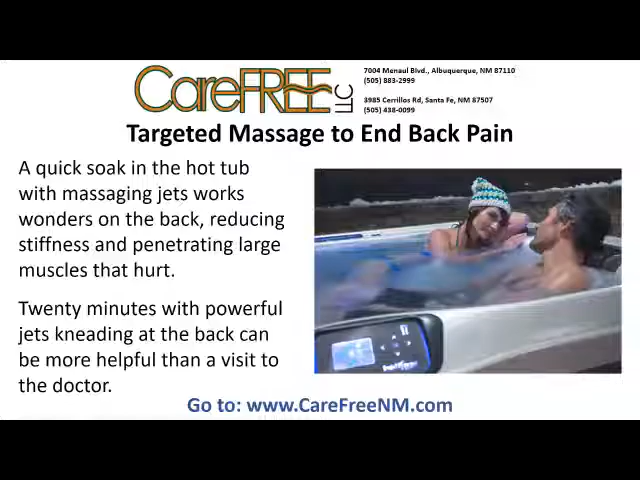 CareFREE LLC
7004 Menaul Blvd., Albuquerque, NM 87110
(505) 883-2999
3985 Cerrillos Rd, Santa Fe, NM 87507
(505) 438-0099
Targeted Massage to End Back Pain
A quick soak in the hot tub
with massaging jets works
wonders on the back, reducing
stiffness and penetrating large
muscles that hurt.
Twenty minutes with powerful
jets kneading at the back can
be more helpful than a visit to
the doctor.
Go to: www.CareFreeNM.com